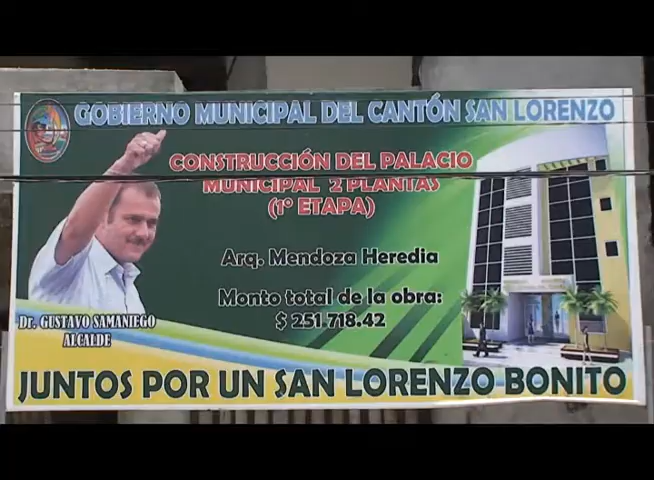 GOBIERNO MUNICIPAL DEL CANTÓN SAN LORENZO
CONSTRUCCIÓN DEL PALACIO
MUNICIPAL 2 PLANTAS
(1° ETAPA)
Arq. Mendoza Heredia
Monto total de la obra:
$ 251.718.42
Dr. GUSTAVO SAMANIEGO
ALCALDE
JUNTOS POR UN SAN LORENZO BONITO